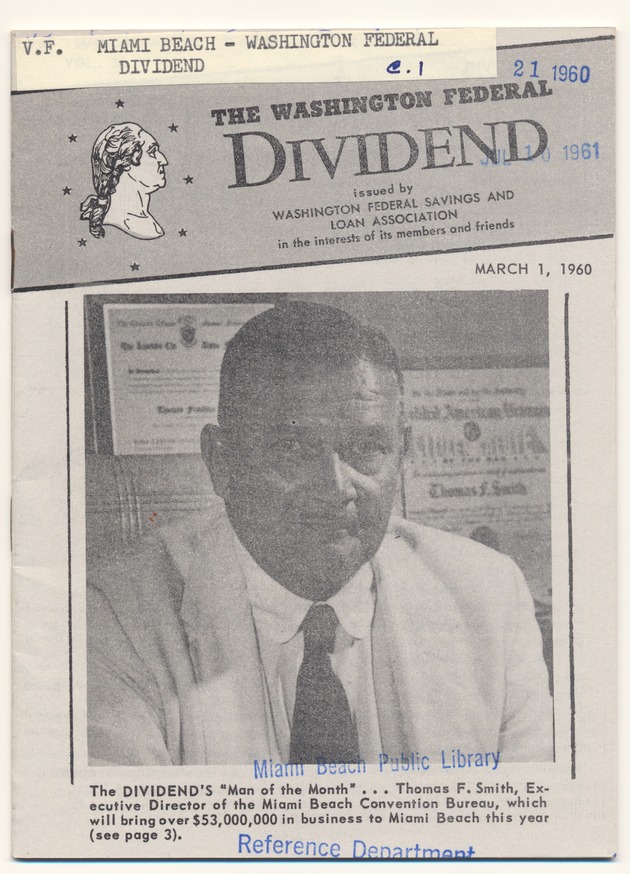 V.F. MIAMI BEACH - WASHINGTON FEDERAL
DIVIDEND
c.1
21 1960
THE WASHINGTON FEDERAL
DIVIDEND
JUL 10 1961
issued by
WASHINGTON FEDERAL SAVINGS AND
LOAN ASSOCIATION
in the interests of its members and friends
MARCH 1, 1960
Thomas F. Smith
Miami Beach Public Library
The DIVIDEND'S "Man of the Month" . . . Thomas F. Smith, Ex-
ecutive Director of the Miami Beach Convention Bureau, which
will bring over $53,000,000 in business to Miami Beach this year
(see page 3).
Reference Department